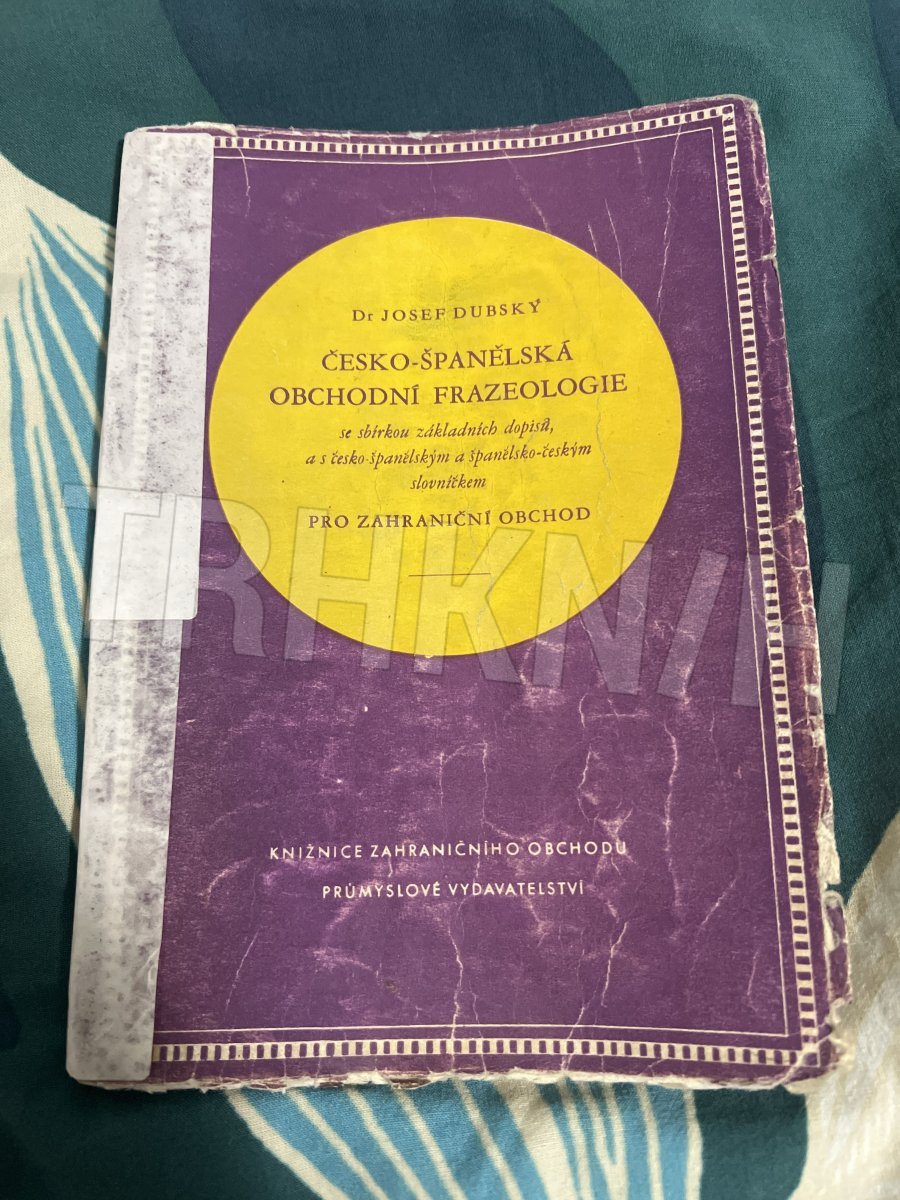 Dr JOSEF DUBSKÝ
ČESKO-ŠPANĚLSKÁ
OBCHODNÍ FRAZEOLOGIE
se sbírkou základních dopisů,
a s česko-španělským a španělsko-českým
slovníčkem
PRO ZAHRANIČNÍ OBCHOD
TRHKNIH
KNIŽNICE ZAHRANIČNÍHO OBCHODU
PRŮMYSLOVÉ VYDAVATELSTVÍ